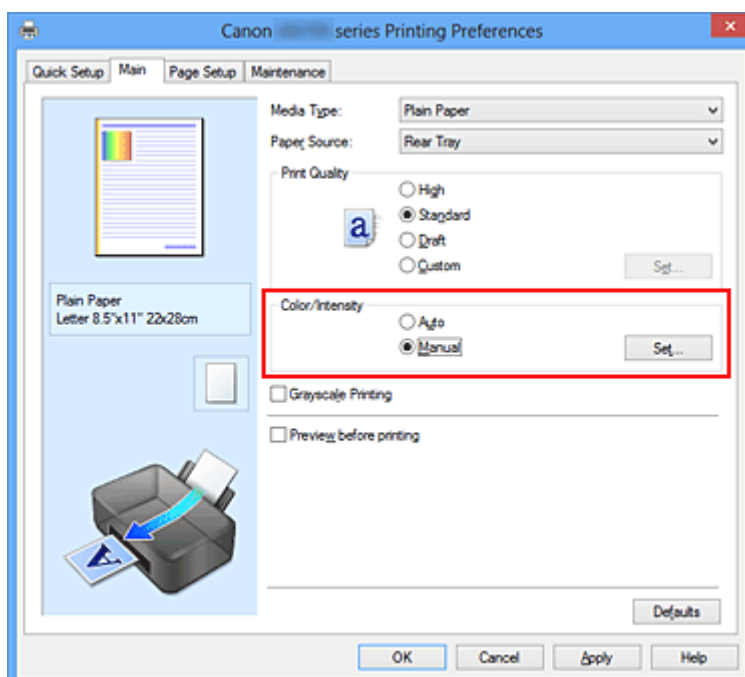 Canon series Printing Preferences
Quick Setup Main Page Setup Maintenance
Media Type: Plain Paper
Paper Source: Rear Tray
Print Quality
High
a Standard
Draft
Custom Set...
Plain Paper
Letter 8.5"x11" 22x28cm
Color/Intensity
Auto
Manual Set...
Grayscale Printing
Preview before printing
A
Defaults
OK Cancel Apply Help